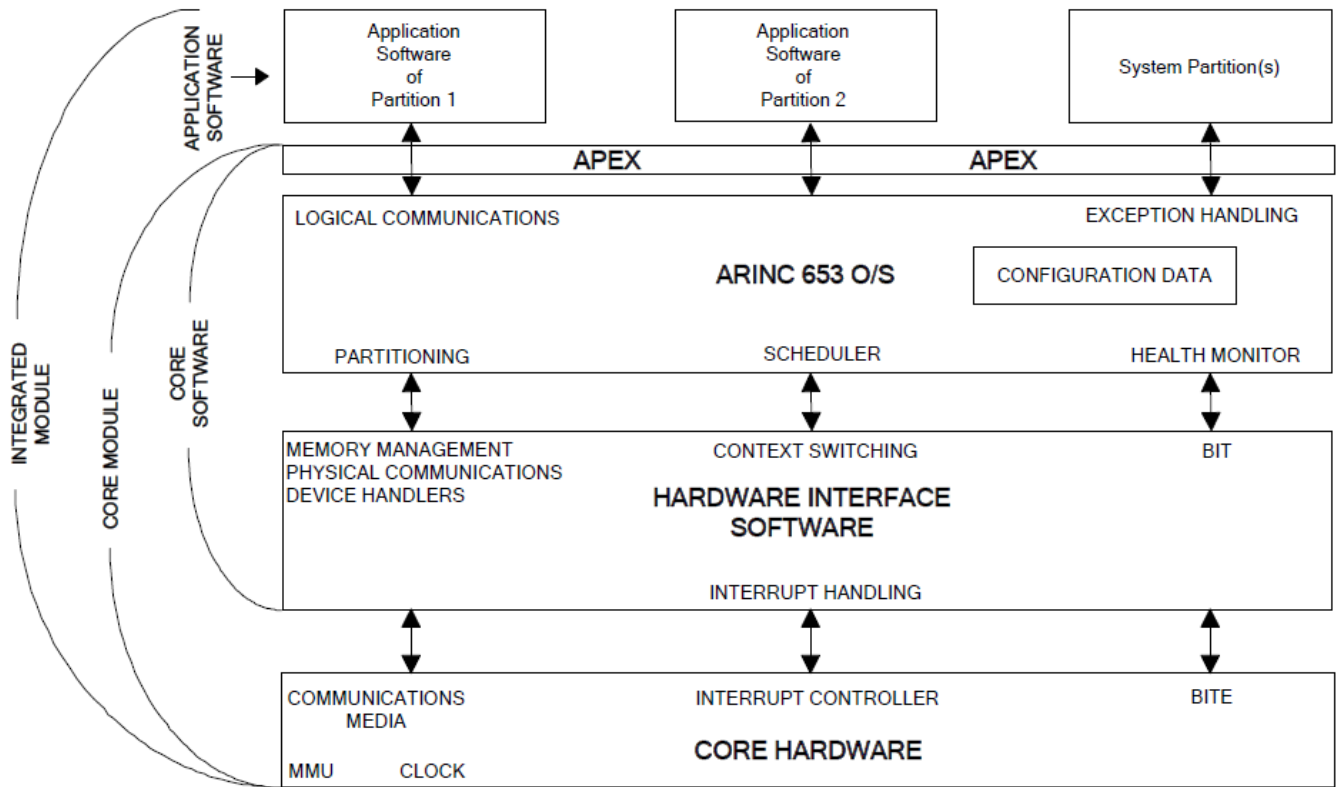 Application
Software
of
Partition 1
Application
Software
of
Partition 2
System Partition(s)
APPLICATION
SOFTWARE
APEX
APEX
LOGICAL COMMUNICATIONS
EXCEPTION HANDLING
ARINC 653 O/S
CONFIGURATION DATA
PARTITIONING
SCHEDULER
HEALTH MONITOR
INTEGRATED
MODULE
CORE MODULE
CORE
SOFTWARE
MEMORY MANAGEMENT
PHYSICAL COMMUNICATIONS
DEVICE HANDLERS
CONTEXT SWITCHING
BIT
HARDWARE INTERFACE
SOFTWARE
INTERRUPT HANDLING
COMMUNICATIONS
MEDIA
INTERRUPT CONTROLLER
BITE
CORE HARDWARE
MMU
CLOCK